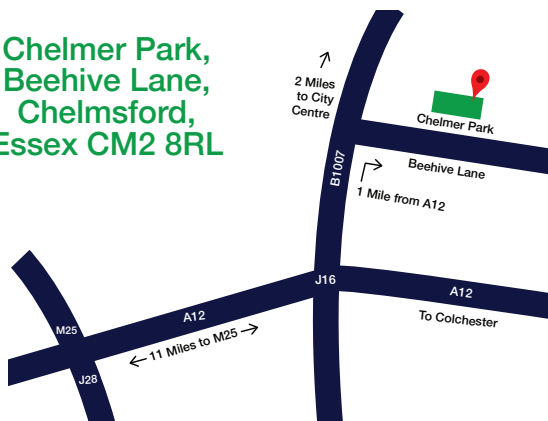 Chelmer Park,
Beehive Lane,
Chelmsford,
Essex CM2 8RL
2 Miles
to City
Centre
Chelmer Park
Beehive Lane
B1007
1 Mile from A12
J16
A12
To Colchester
A12
11 Miles to M25
M25
J28